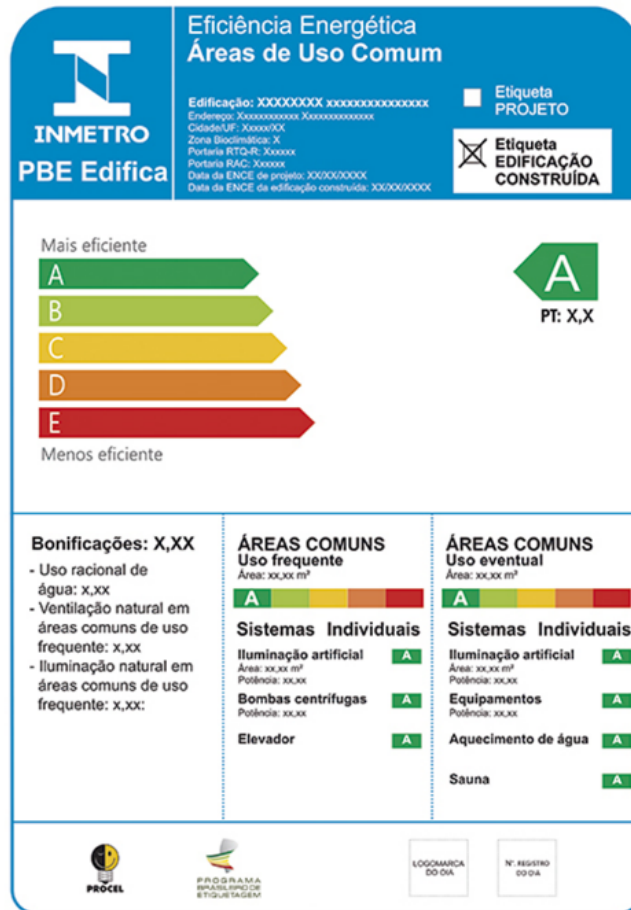 Eficiência Energética
Áreas de Uso Comum
INMETRO
PBE Edifica
Edificação: XXXXXXXX xxxxxxxxxxxxxxx
Endereço: Xxxxxxxxxxxx Xxxxxxxxxxxxxx
Cidade/UF: Xxxxx/XX
Zona Bioclimática: X
Portaria RTQ-R: Xxxxxx
Portaria RAC: Xxxxxx
Data da ENCE de projeto: XX/XX/XXXX
Data da ENCE da edificação construída: XX/XX/XXXX
Etiqueta
PROJETO
Etiqueta
EDIFICAÇÃO
CONSTRUÍDA
Mais eficiente
A
B
C
D
E
Menos eficiente
A
PT: X,X
Bonificações: X,XX
- Uso racional de
água: x,xx
- Ventilação natural em
áreas comuns de uso
frequente: x,xx
- Iluminação natural em
áreas comuns de uso
frequente: x,xx:
ÁREAS COMUNS
Uso frequente
Área: xx,xx m²
A
Sistemas Individuais
Iluminação artificial A
Área: xx,xx m²
Potência: xx,xx
Bombas centrífugas A
Potência: xx,xx
Elevador A
ÁREAS COMUNS
Uso eventual
Área: xx,xx m²
A
Sistemas Individuais
Iluminação artificial A
Área: xx,xx m²
Potência: xx,xx
Equipamentos A
Potência: xx,xx
Aquecimento de água A
Sauna A
PROCEL
PROGRAMA
BRASILEIRO DE
ETIQUETAGEM
LOGOMARCA
DO OIA
Nº. REGISTRO
DO OIA